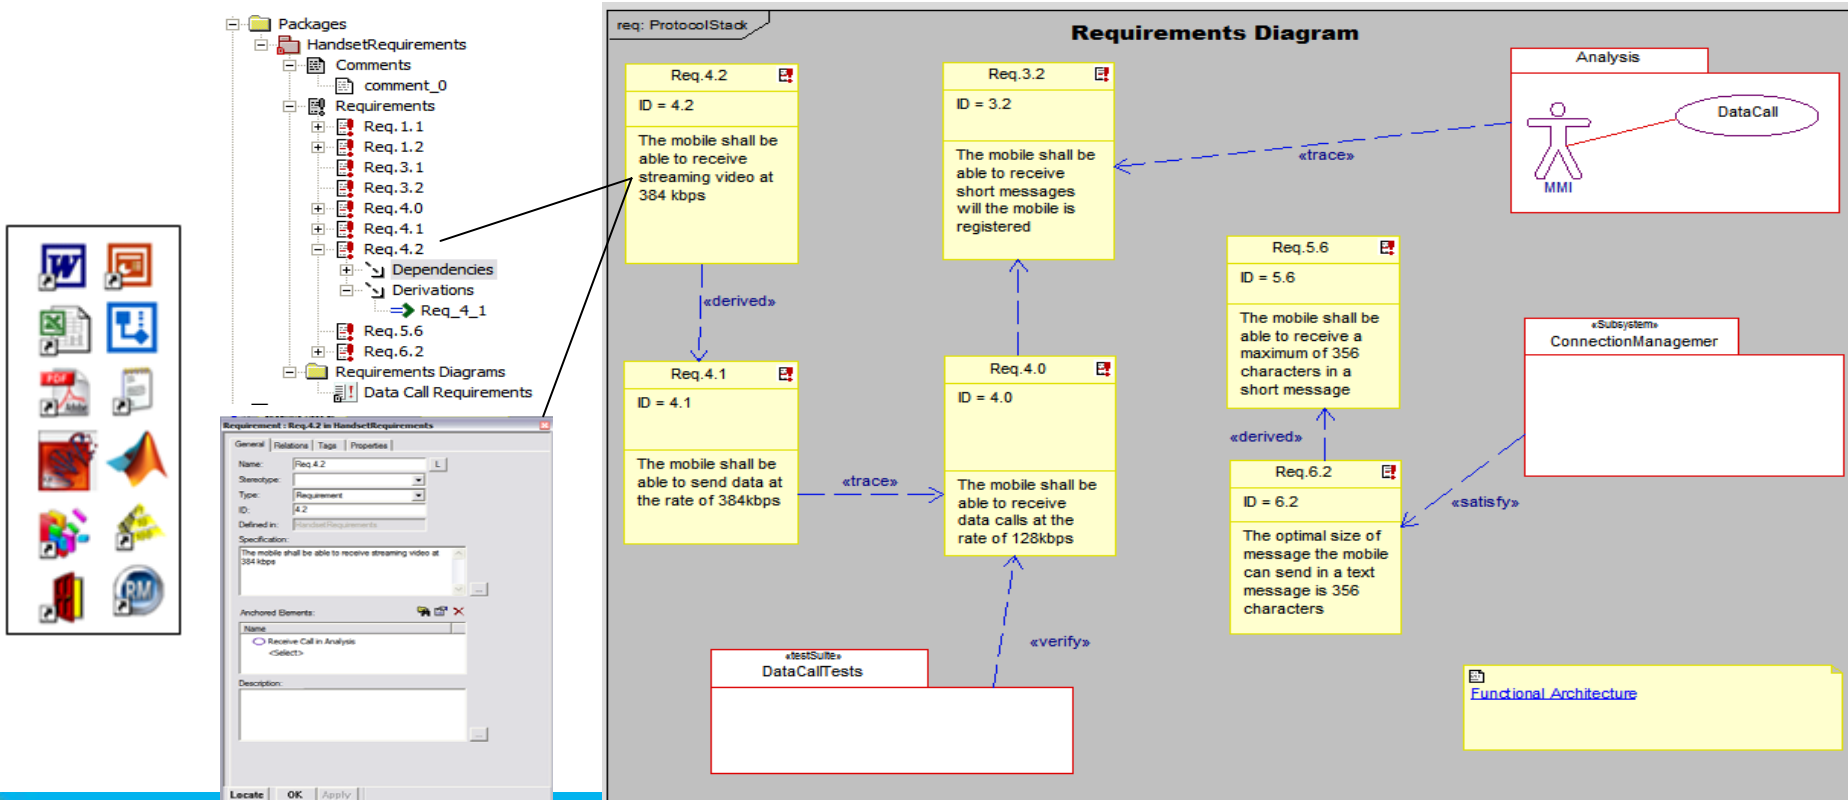 Packages
HandsetRequirements
Comments
comment_0
Requirements
Req.1.1
Req.1.2
Req.3.1
Req.3.2
Req.4.0
Req.4.1
Req.4.2
Dependencies
Derivations
Req_4_1
Req.5.6
Req.6.2
Requirements Diagrams
Data Call Requirements
Requirement : Req.4.2 in HandsetRequirements
General
Relations
Tags
Properties
Name:
Req.4.2
L
Stereotype:
Type:
Requirement
ID:
4.2
Defined in:
HandsetRequirements
Specification:
The mobile shall be able to receive streaming video at
384 kbps
...
Anchored Elements:
Name
Receive Call in Analysis
<Select>
Description:
...
Locate
OK
Apply
W
PDF
Adobe
RM
req: ProtocolStack
Requirements Diagram
Req.4.2
ID = 4.2
The mobile shall be
able to receive
streaming video at
384 kbps
«derived»
Req.4.1
ID = 4.1
The mobile shall be
able to send data at
the rate of 384kbps
«trace»
Req.3.2
ID = 3.2
The mobile shall be
able to receive
short messages
will the mobile is
registered
Req.4.0
ID = 4.0
The mobile shall be
able to receive
data calls at the
rate of 128kbps
«verify»
«testSuite»
DataCallTests
«trace»
Analysis
DataCall
MMI
Req.5.6
ID = 5.6
The mobile shall be
able to receive a
maximum of 356
characters in a
short message
«derived»
Req.6.2
ID = 6.2
The optimal size of
message the mobile
can send in a text
message is 356
characters
«Subsystem»
ConnectionManagemer
«satisfy»
Functional Architecture